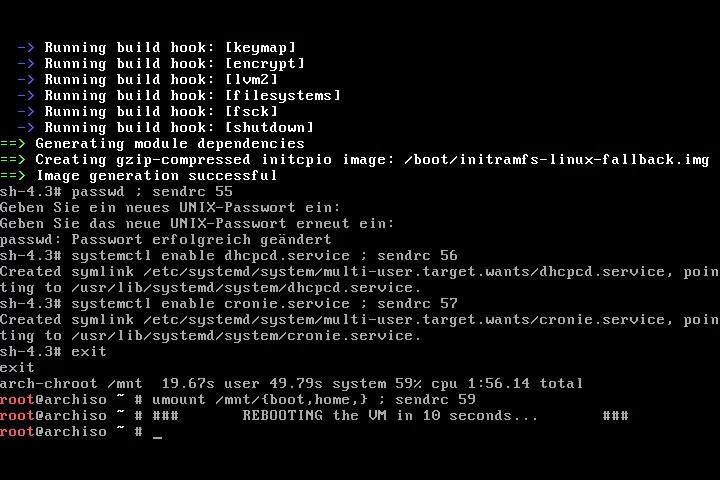 -> Running build hook: [keymap]
-> Running build hook: [encrypt]
-> Running build hook: [lvm2]
-> Running build hook: [filesystems]
-> Running build hook: [fsck]
-> Running build hook: [shutdown]
==> Generating module dependencies
==> Creating gzip-compressed initcpio image: /boot/initramfs-linux-fallback.img
==> Image generation successful
sh-4.3# passwd ; sendrc 55
Geben Sie ein neues UNIX-Passwort ein:
Geben Sie das neue UNIX-Passwort erneut ein:
passwd: Passwort erfolgreich geändert
sh-4.3# systemctl enable dhcpcd.service ; sendrc 56
Created symlink /etc/systemd/system/multi-user.target.wants/dhcpcd.service, poin
ting to /usr/lib/systemd/system/dhcpcd.service.
sh-4.3# systemctl enable cronie.service ; sendrc 57
Created symlink /etc/systemd/system/multi-user.target.wants/cronie.service, poin
ting to /usr/lib/systemd/system/cronie.service.
sh-4.3# exit
exit
arch-chroot /mnt  19.67s user 49.79s system 59% cpu 1:56.14 total
root@archiso ~ # umount /mnt/{boot,home,} ; sendrc 59
root@archiso ~ # ###       REBOOTING the VM in 10 seconds...       ###
root@archiso ~ # _